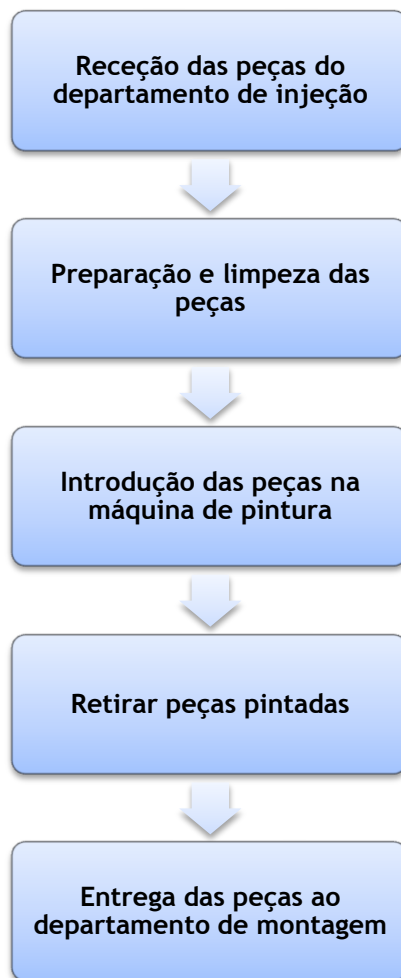 Receção das peças do
departamento de injeção
Preparação e limpeza das
peças
Introdução das peças na
máquina de pintura
Retirar peças pintadas
Entrega das peças ao
departamento de montagem